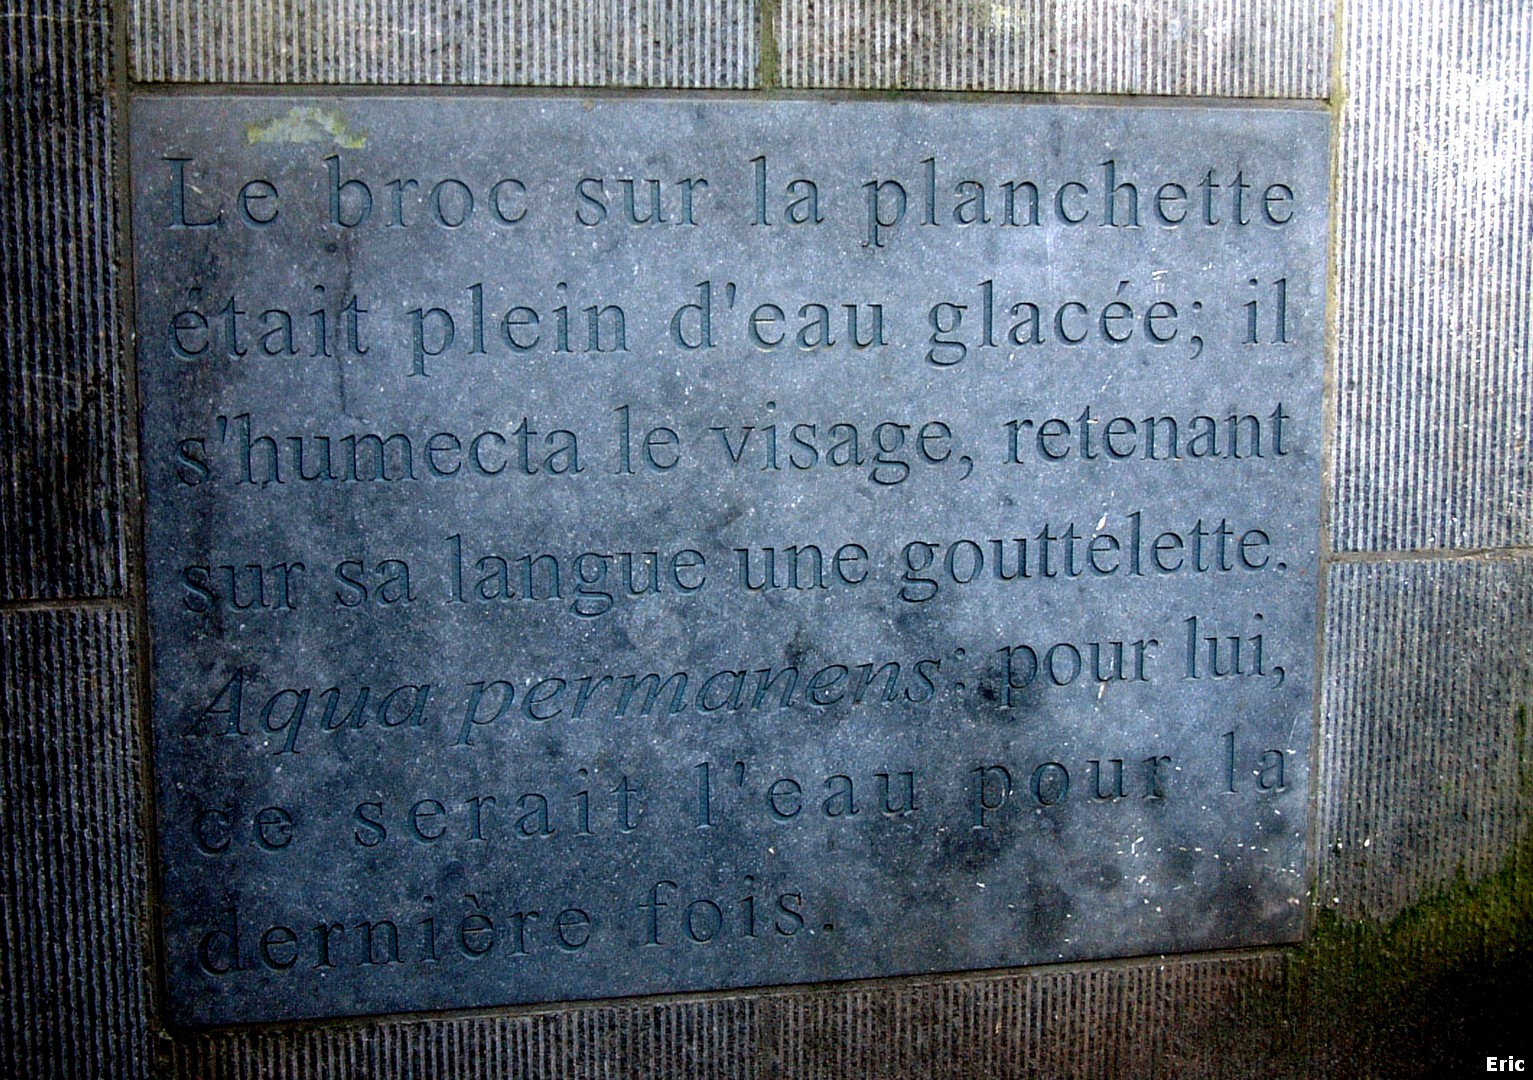 Le broc sur la planchette
était plein d'eau glacée; il
s'humecta le visage, retenant
sur sa langue une gouttelette.
Aqua permanens: pour lui,
ce serait l'eau pour la
dernière fois.
Eric